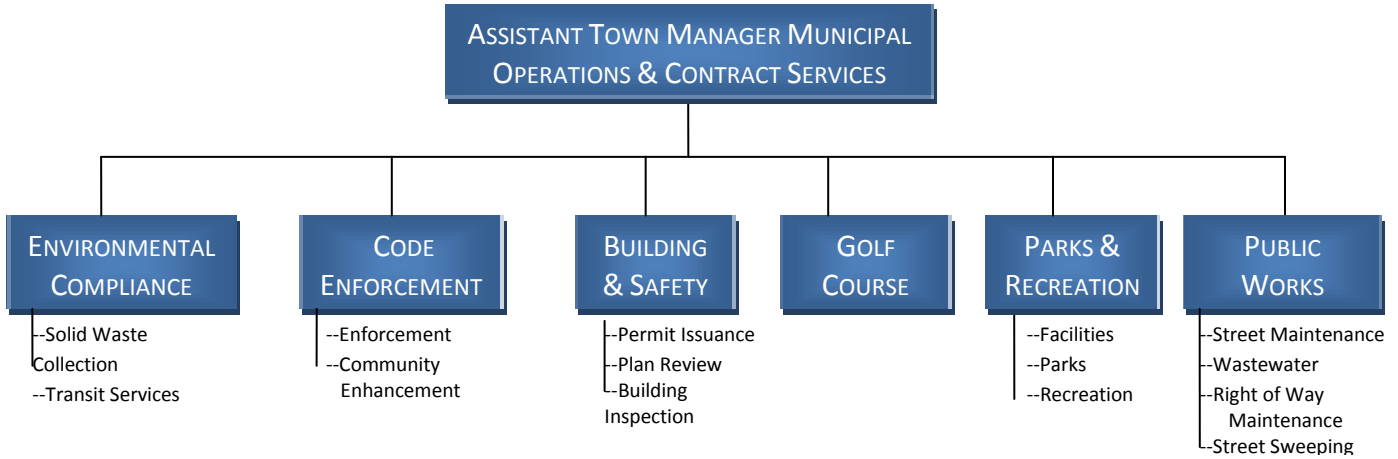 ASSISTANT TOWN MANAGER MUNICIPAL
OPERATIONS & CONTRACT SERVICES
ENVIRONMENTAL
COMPLIANCE
--Solid Waste
Collection
--Transit Services
CODE
ENFORCEMENT
--Enforcement
--Community
Enhancement
BUILDING
& SAFETY
--Permit Issuance
--Plan Review
--Building
Inspection
GOLF
COURSE
PARKS &
RECREATION
--Facilities
--Parks
--Recreation
PUBLIC
WORKS
--Street Maintenance
--Wastewater
--Right of Way
Maintenance
--Street Sweeping